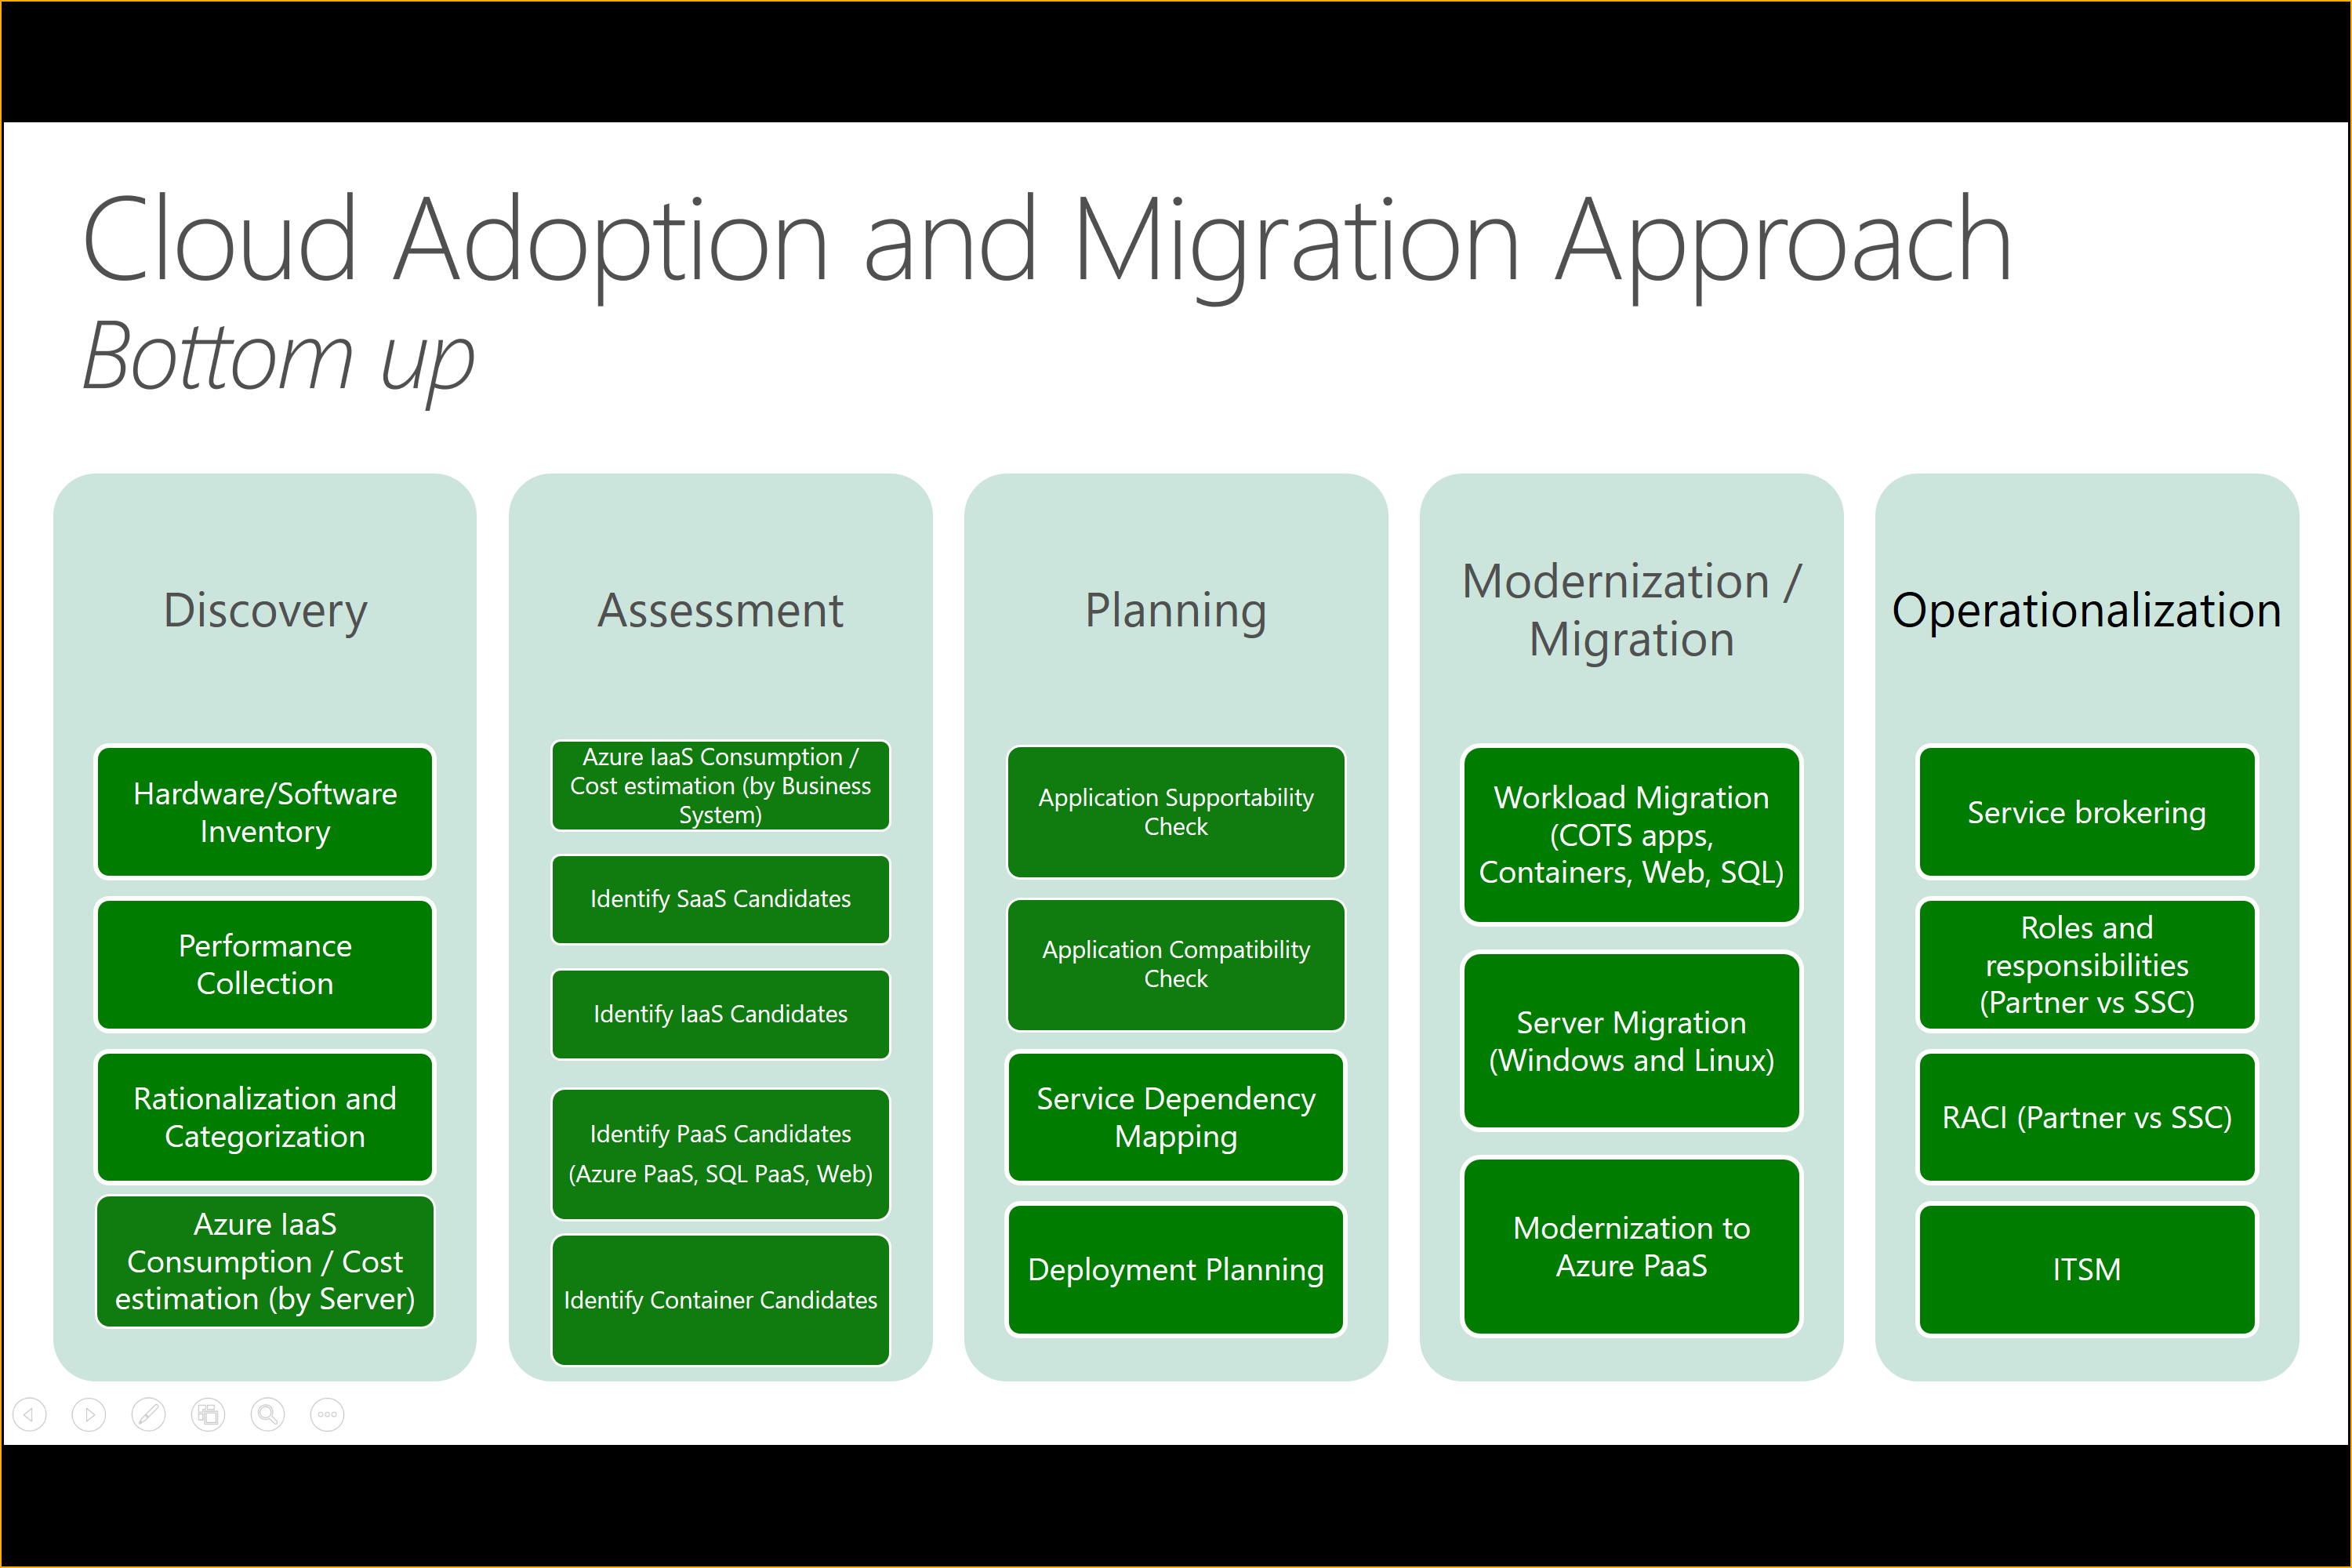 Cloud Adoption and Migration Approach
Bottom up
Discovery
Hardware/Software
Inventory
Performance
Collection
Rationalization and
Categorization
Azure IaaS
Consumption / Cost
estimation (by Server)
Assessment
Azure IaaS Consumption /
Cost estimation (by Business
System)
Identify SaaS Candidates
Identify IaaS Candidates
Identify PaaS Candidates
(Azure PaaS, SQL PaaS, Web)
Identify Container Candidates
Planning
Application Supportability
Check
Application Compatibility
Check
Service Dependency
Mapping
Deployment Planning
Modernization /
Migration
Workload Migration
(COTS apps,
Containers, Web, SQL)
Server Migration
(Windows and Linux)
Modernization to
Azure PaaS
Operationalization
Service brokering
Roles and
responsibilities
(Partner vs SSC)
RACI (Partner vs SSC)
ITSM